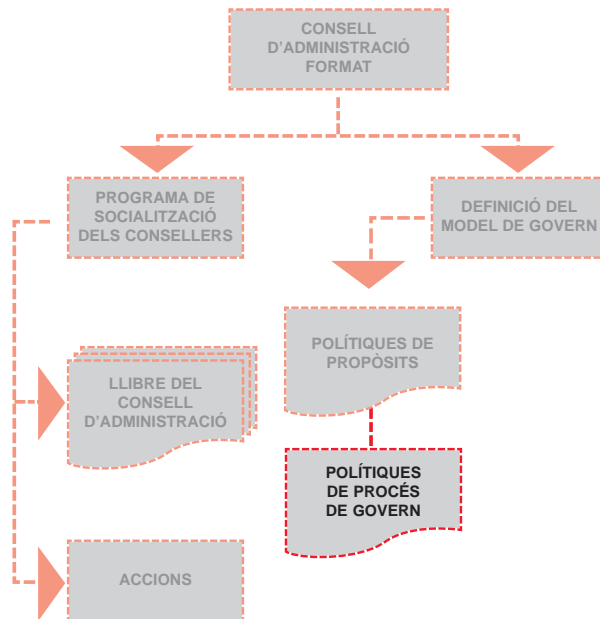 CONSELL
D'ADMINISTRACIÓ
FORMAT
PROGRAMA DE
SOCIALITZACIÓ
DELS CONSELLERS
DEFINICIÓ DEL
MODEL DE GOVERN
POLÍTIQUES DE
PROPÒSITS
LLIBRE DEL
CONSELL
D'ADMINISTRACIÓ
POLÍTIQUES
DE PROCÉS
DE GOVERN
ACCIONS